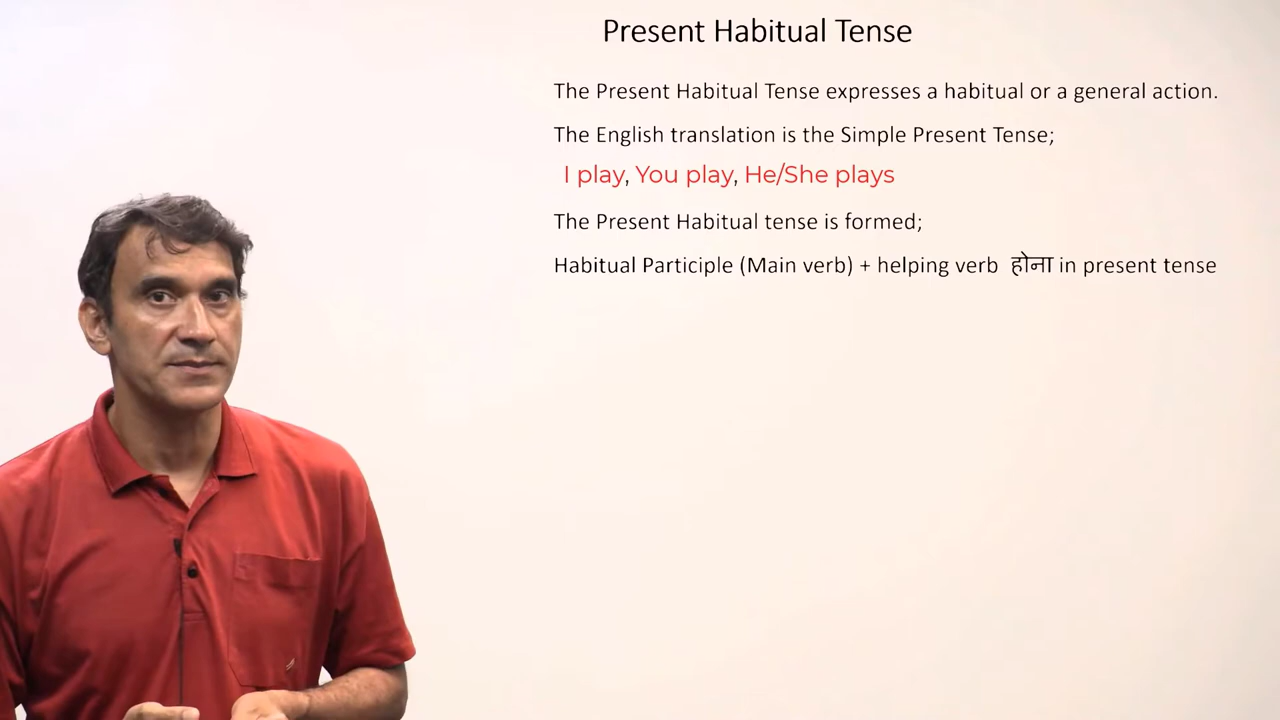 Present Habitual Tense
The Present Habitual Tense expresses a habitual or a general action.
The English translation is the Simple Present Tense;
I play, You play, He/She plays
The Present Habitual tense is formed;
Habitual Participle (Main verb) + helping verb होना in present tense